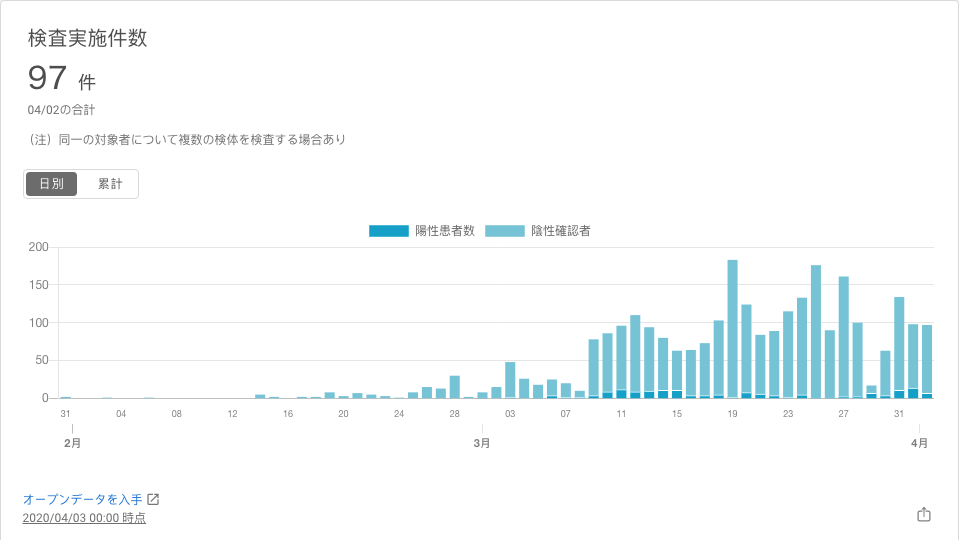 検査実施件数
97 件
04/02の合計
（注）同一の対象者について複数の検体を検査する場合あり
日別 累計
陽性患者数 陰性確認者
200
150
100
50
0
31 04 08 12 16 20 24 28 03 07 11 15 19 23 27 31
2月 3月 4月
オープンデータを入手
2020/04/03 00:00 時点